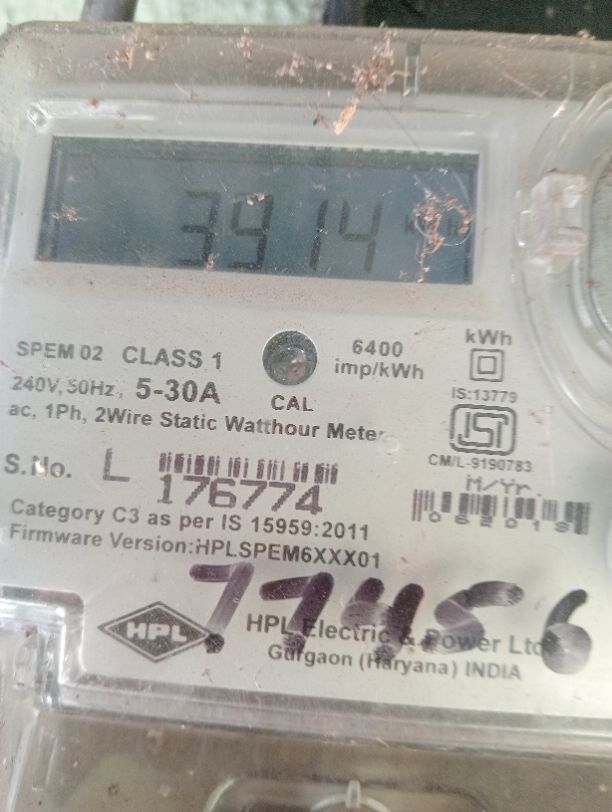 3914
SPEM 02 CLASS 1
6400
imp/kWh
kWh
240V, 50Hz, 5-30A
CAL
IS:13779
ac, 1Ph, 2Wire Static Watthour Meter
ISI
CM/L-9190783
S.No. L
176774
M/Yr.
Category C3 as per IS 15959:2011
Firmware Version:HPLSPEM6XXX01
77456
HPL
HPL Electric & Power Ltd
Gurgaon (Haryana) INDIA